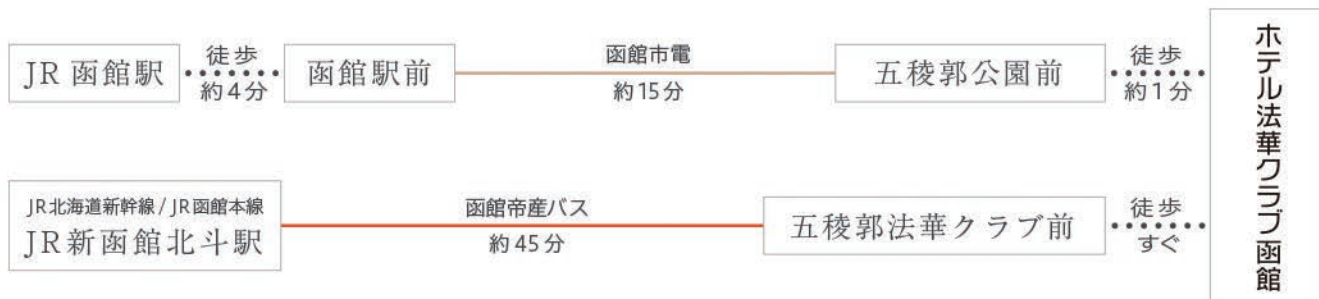 JR 函館駅
徒歩
約4分
函館駅前
函館市電
約15分
五稜郭公園前
徒歩
約1分
JR北海道新幹線 / JR函館本線
JR新函館北斗駅
函館帝産バス
約45分
五稜郭法華クラブ前
徒歩
すぐ
ホテル法華クラブ函館